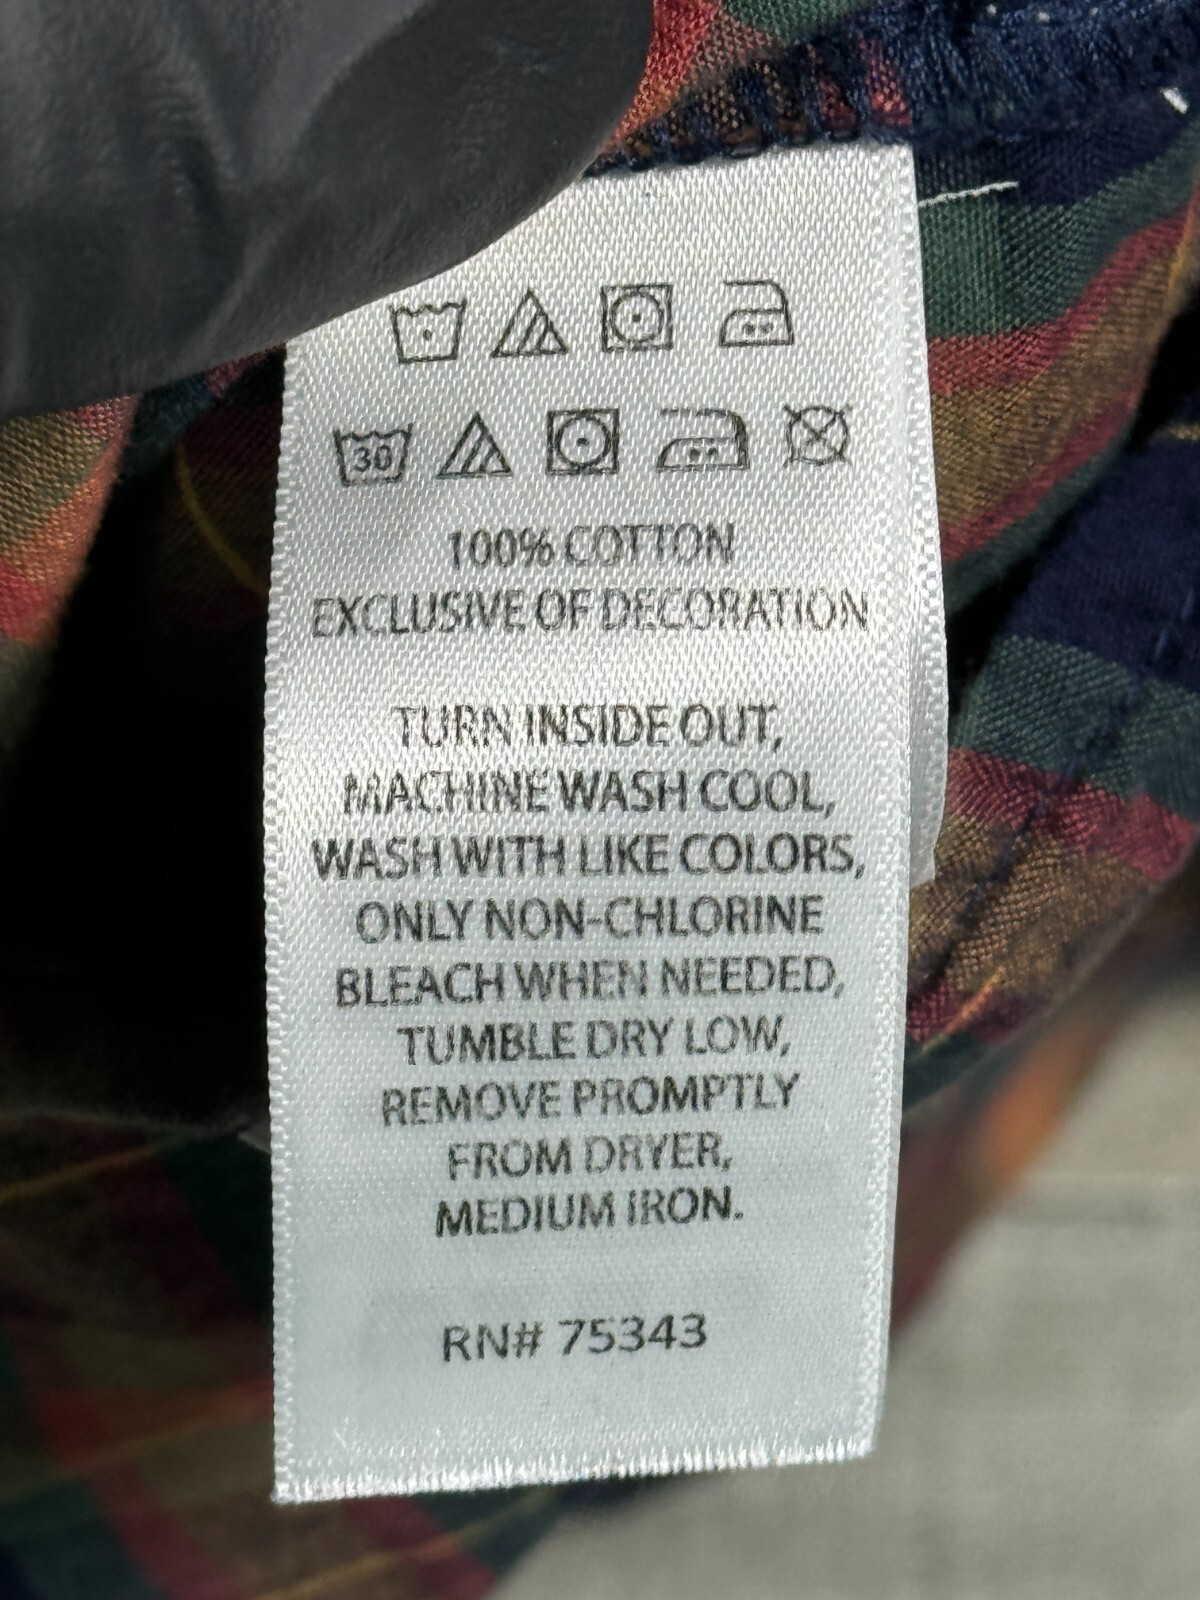 30
100% COTTON
EXCLUSIVE OF DECORATION
TURN INSIDE OUT,
MACHINE WASH COOL,
WASH WITH LIKE COLORS,
ONLY NON-CHLORINE
BLEACH WHEN NEEDED,
TUMBLE DRY LOW,
REMOVE PROMPTLY
FROM DRYER,
MEDIUM IRON.
RN# 75343